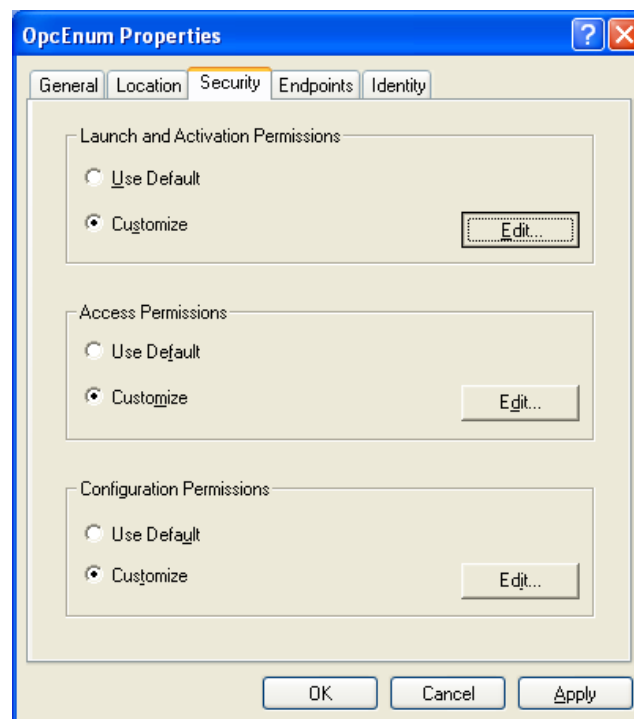 OpcEnum Properties
General Location Security Endpoints Identity
Launch and Activation Permissions
Use Default
Customize Edit...
Access Permissions
Use Default
Customize Edit...
Configuration Permissions
Use Default
Customize Edit...
OK Cancel Apply